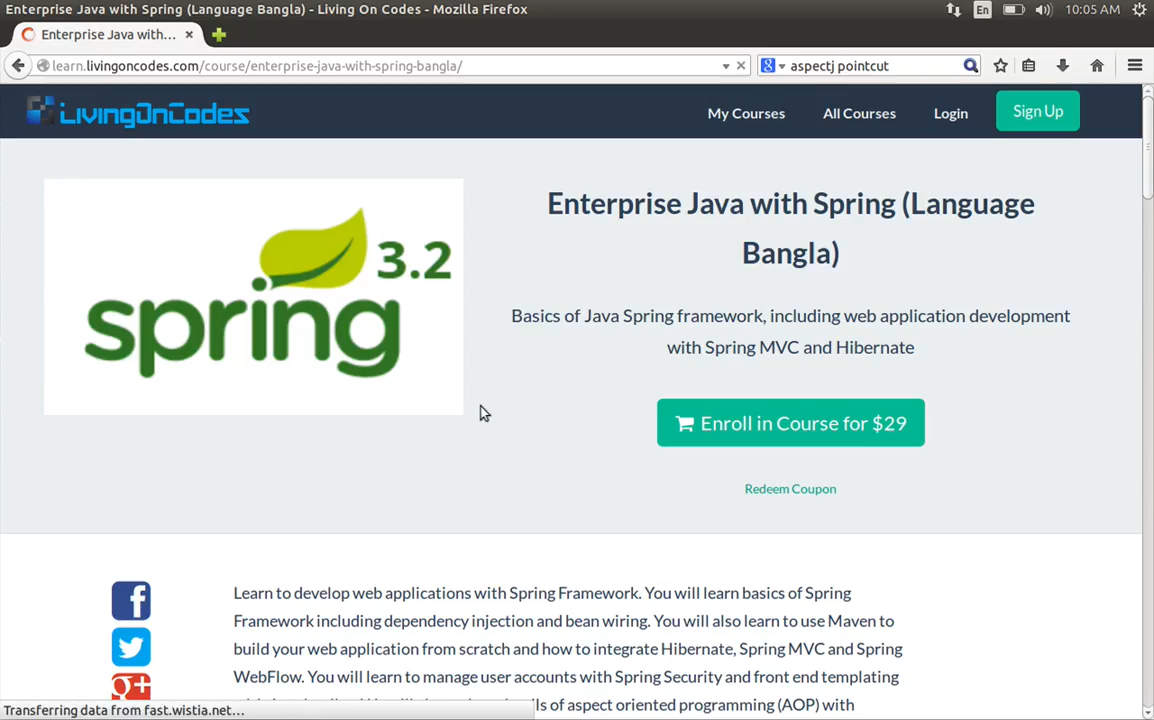 Enterprise Java with Spring (Language Bangla) - Living On Codes - Mozilla Firefox
En
10:05 AM
Enterprise Java with...
learn.livingoncodes.com/course/enterprise-java-with-spring-bangla/
aspectj pointcut
LivingOnCodes
My Courses
All Courses
Login
Sign Up
3.2
spring
Enterprise Java with Spring (Language
Bangla)
Basics of Java Spring framework, including web application development
with Spring MVC and Hibernate
Enroll in Course for $29
Redeem Coupon
Learn to develop web applications with Spring Framework. You will learn basics of Spring
Framework including dependency injection and bean wiring. You will also learn to use Maven to
build your web application from scratch and how to integrate Hibernate, Spring MVC and Spring
WebFlow. You will learn to manage user accounts with Spring Security and front end templating
of aspect oriented programming (AOP) with
Transferring data from fast.wistia.net...